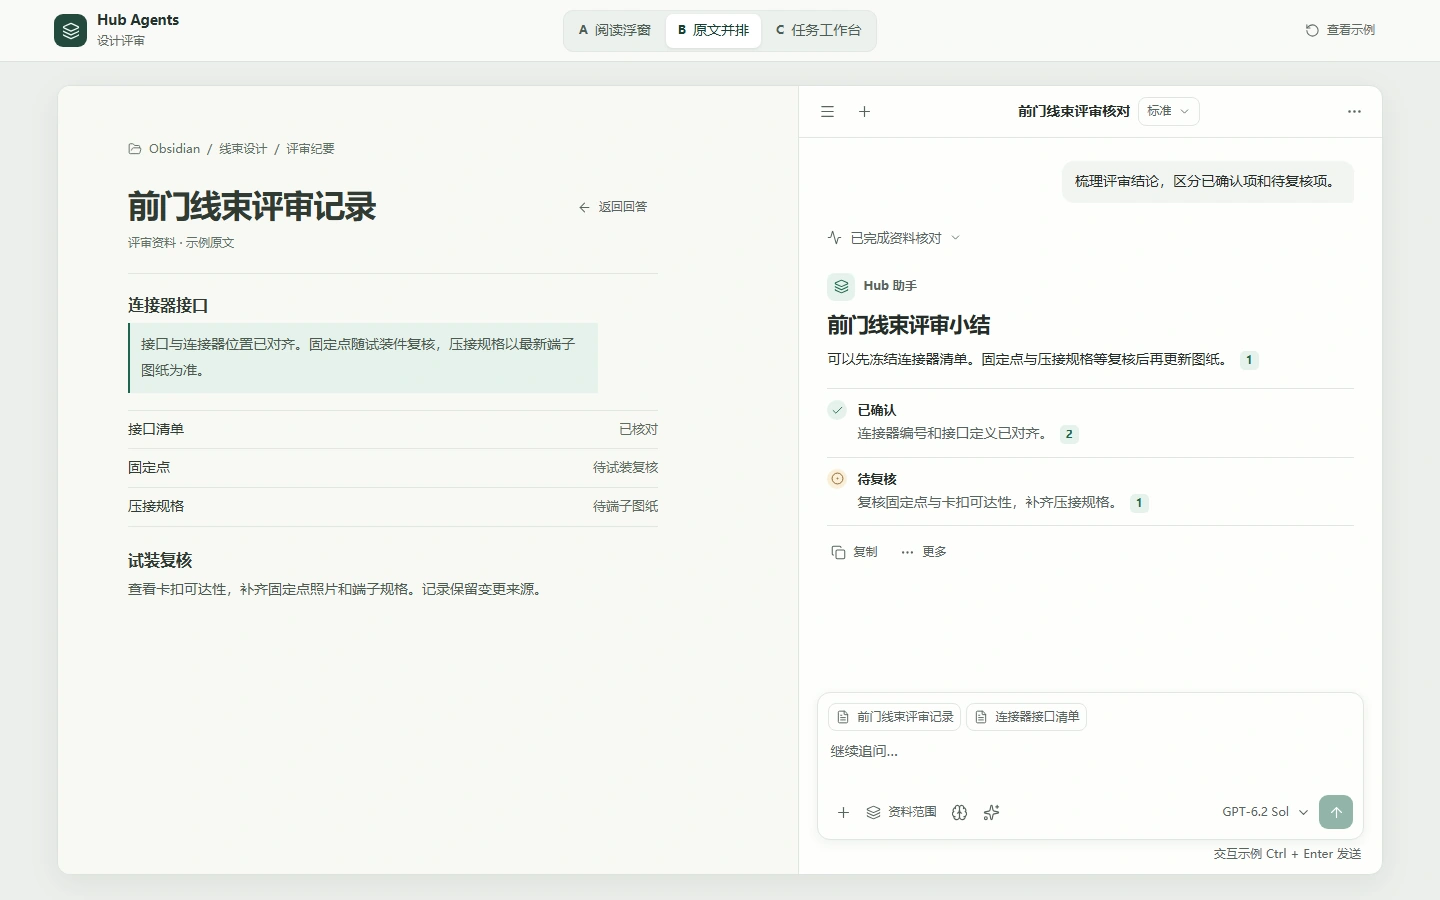 Hub Agents
设计评审
A 阅读浮窗
B 原文并排
C 任务工作台
查看示例
Obsidian / 线束设计 / 评审纪要
前门线束评审记录
返回回答
评审资料 · 示例原文
连接器接口
接口与连接器位置已对齐。固定点随试装件复核，压接规格以最新端子
图纸为准。
接口清单 已核对
固定点 待试装复核
压接规格 待端子图纸
试装复核
查看卡扣可达性，补齐固定点照片和端子规格。记录保留变更来源。
前门线束评审核对 标准
梳理评审结论，区分已确认项和待复核项。
已完成资料核对
Hub 助手
前门线束评审小结
可以先冻结连接器清单。固定点与压接规格等复核后再更新图纸。 1
已确认
连接器编号和接口定义已对齐。 2
待复核
复核固定点与卡扣可达性，补齐压接规格。 1
复制 更多
前门线束评审记录 连接器接口清单
继续追问...
资料范围
GPT-6.2 Sol
交互示例 Ctrl + Enter 发送